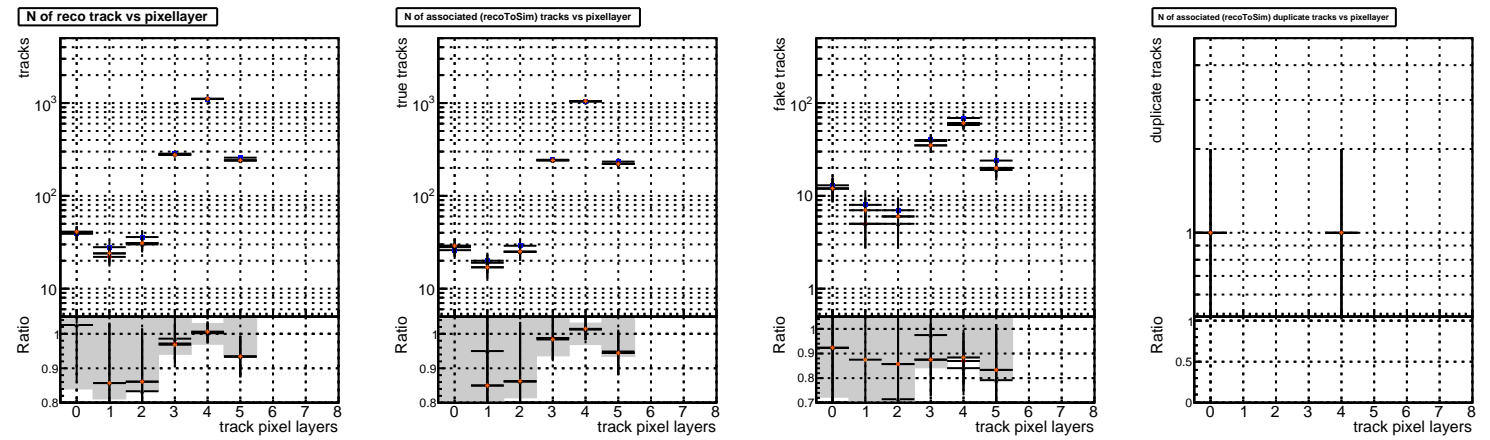 N of reco track vs pixellayer
tracks
10³
10²
10
Ratio
1
0.9
0.8
0 1 2 3 4 5 6 7 8
track pixel layers
N of associated (recoToSim) tracks vs pixellayer
true tracks
10³
10²
10
Ratio
1
0.9
0.8
0 1 2 3 4 5 6 7 8
track pixel layers
fake tracks
10²
10
1
Ratio
1
0.9
0.8
0.7
0 1 2 3 4 5 6 7 8
track pixel layers
N of associated (recoToSim) duplicate tracks vs pixellayer
duplicate tracks
1
Ratio
1
0.5
0
0 1 2 3 4 5 6 7 8
track pixel layers